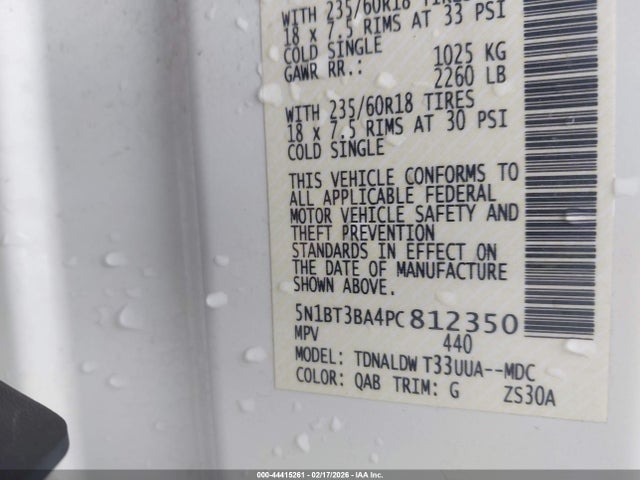 WITH 235/60R18 TIRES
18 x 7.5 RIMS AT 33 PSI
COLD SINGLE
GAWR RR.: 1025 KG
2260 LB
WITH 235/60R18 TIRES
18 x 7.5 RIMS AT 30 PSI
COLD SINGLE
THIS VEHICLE CONFORMS TO
ALL APPLICABLE FEDERAL
MOTOR VEHICLE SAFETY AND
THEFT PREVENTION
STANDARDS IN EFFECT ON
THE DATE OF MANUFACTURE
SHOWN ABOVE.
5N1BT3BA4PC812350
MPV 440
MODEL: TDNALDW T33UUA--MDC
COLOR: QAB TRIM: G ZS30A
000-44415261 - 02/17/2026 - IAA Inc.